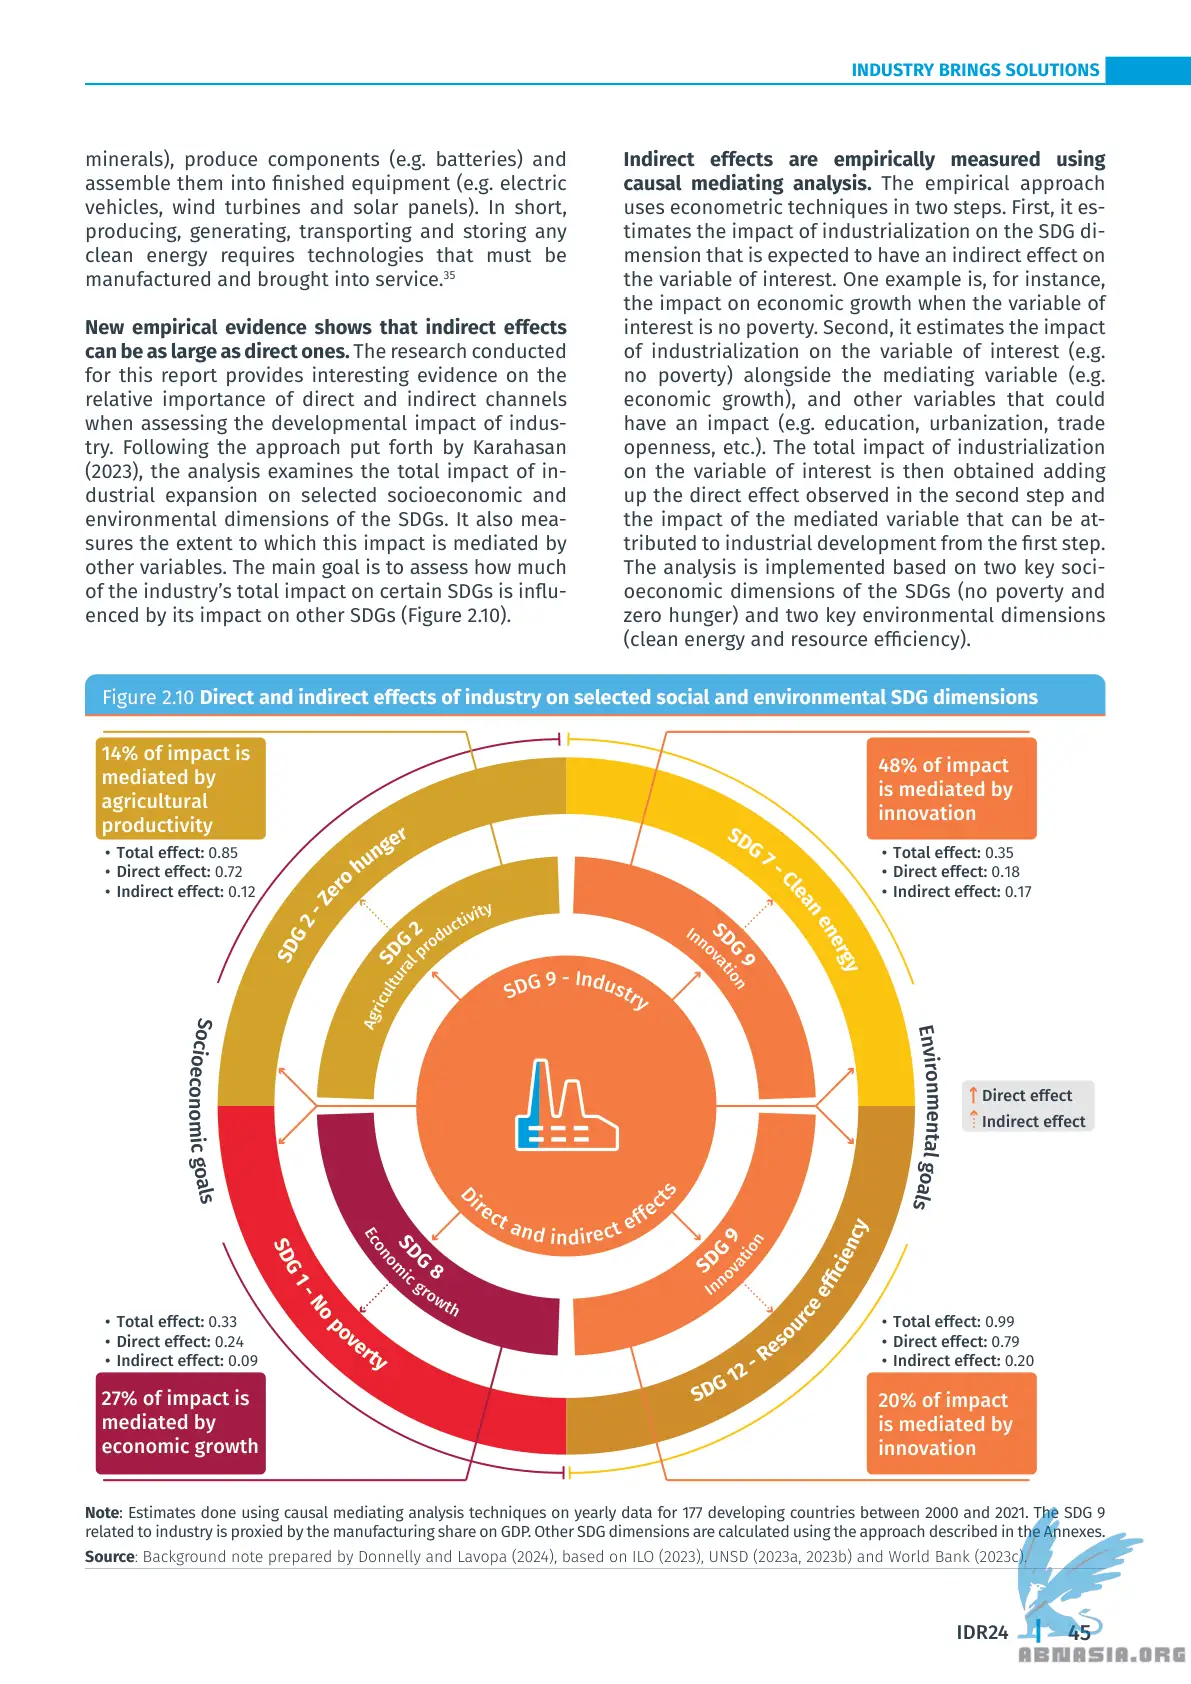 INDUSTRY BRINGS SOLUTIONS
minerals), produce components (e.g. batteries) and
assemble them into finished equipment (e.g. electric
vehicles, wind turbines and solar panels). In short,
producing, generating, transporting and storing any
clean energy requires technologies that must be
manufactured and brought into service.35
New empirical evidence shows that indirect effects
can be as large as direct ones. The research conducted
for this report provides interesting evidence on the
relative importance of direct and indirect channels
when assessing the developmental impact of indus-
try. Following the approach put forth by Karahasan
(2023), the analysis examines the total impact of in-
dustrial expansion on selected socioeconomic and
environmental dimensions of the SDGs. It also mea-
sures the extent to which this impact is mediated by
other variables. The main goal is to assess how much
of the industry's total impact on certain SDGs is influ-
enced by its impact on other SDGs (Figure 2.10).
Indirect effects are empirically measured using
causal mediating analysis. The empirical approach
uses econometric techniques in two steps. First, it es-
timates the impact of industrialization on the SDG di-
mension that is expected to have an indirect effect on
the variable of interest. One example is, for instance,
the impact on economic growth when the variable of
interest is no poverty. Second, it estimates the impact
of industrialization on the variable of interest (e.g.
no poverty) alongside the mediating variable (e.g.
economic growth), and other variables that could
have an impact (e.g. education, urbanization, trade
openness, etc.). The total impact of industrialization
on the variable of interest is then obtained adding
up the direct effect observed in the second step and
the impact of the mediated variable that can be at-
tributed to industrial development from the first step.
The analysis is implemented based on two key soci-
oeconomic dimensions of the SDGs (no poverty and
zero hunger) and two key environmental dimensions
(clean energy and resource efficiency).
Figure 2.10 Direct and indirect effects of industry on selected social and environmental SDG dimensions
14% of impact is
mediated by
agricultural
productivity
• Total effect: 0.85
• Direct effect: 0.72
• Indirect effect: 0.12
48% of impact
is mediated by
innovation
• Total effect: 0.35
• Direct effect: 0.18
• Indirect effect: 0.17
SDG 2 - Zero hunger
SDG 7 - Clean energy
SDG 2
Agricultural productivity
SDG 9
Innovation
SDG 9 - Industry
Direct and indirect effects
Socioeconomic goals
Environmental goals
Direct effect
Indirect effect
SDG 8
Economic growth
SDG 9
Innovation
SDG 1 - No poverty
SDG 12 - Resource efficiency
• Total effect: 0.33
• Direct effect: 0.24
• Indirect effect: 0.09
27% of impact is
mediated by
economic growth
• Total effect: 0.99
• Direct effect: 0.79
• Indirect effect: 0.20
20% of impact
is mediated by
innovation
Note: Estimates done using causal mediating analysis techniques on yearly data for 177 developing countries between 2000 and 2021. The SDG 9
related to industry is proxied by the manufacturing share on GDP. Other SDG dimensions are calculated using the approach described in the Annexes.
Source: Background note prepared by Donnelly and Lavopa (2024), based on ILO (2023), UNSD (2023a, 2023b) and World Bank (2023c).
IDR24 45
ABNASIA.ORG